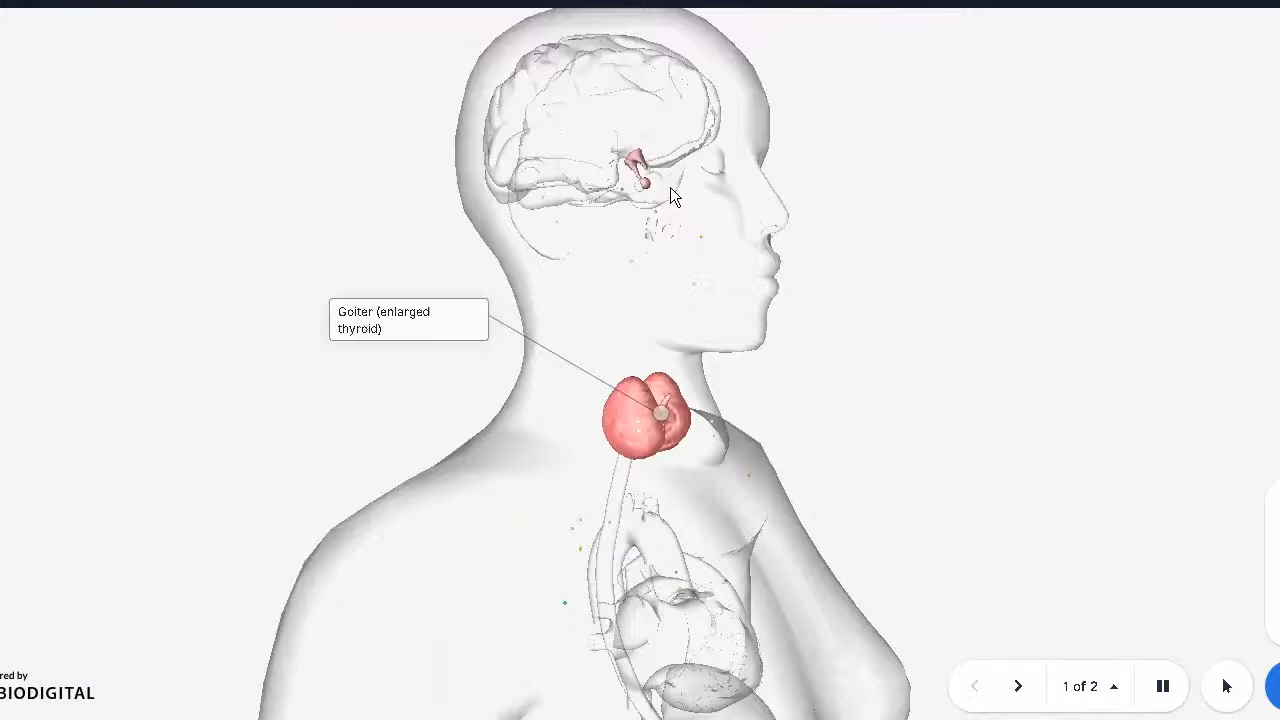 Goiter (enlarged
thyroid)
red by
BIODIGITAL
1 of 2